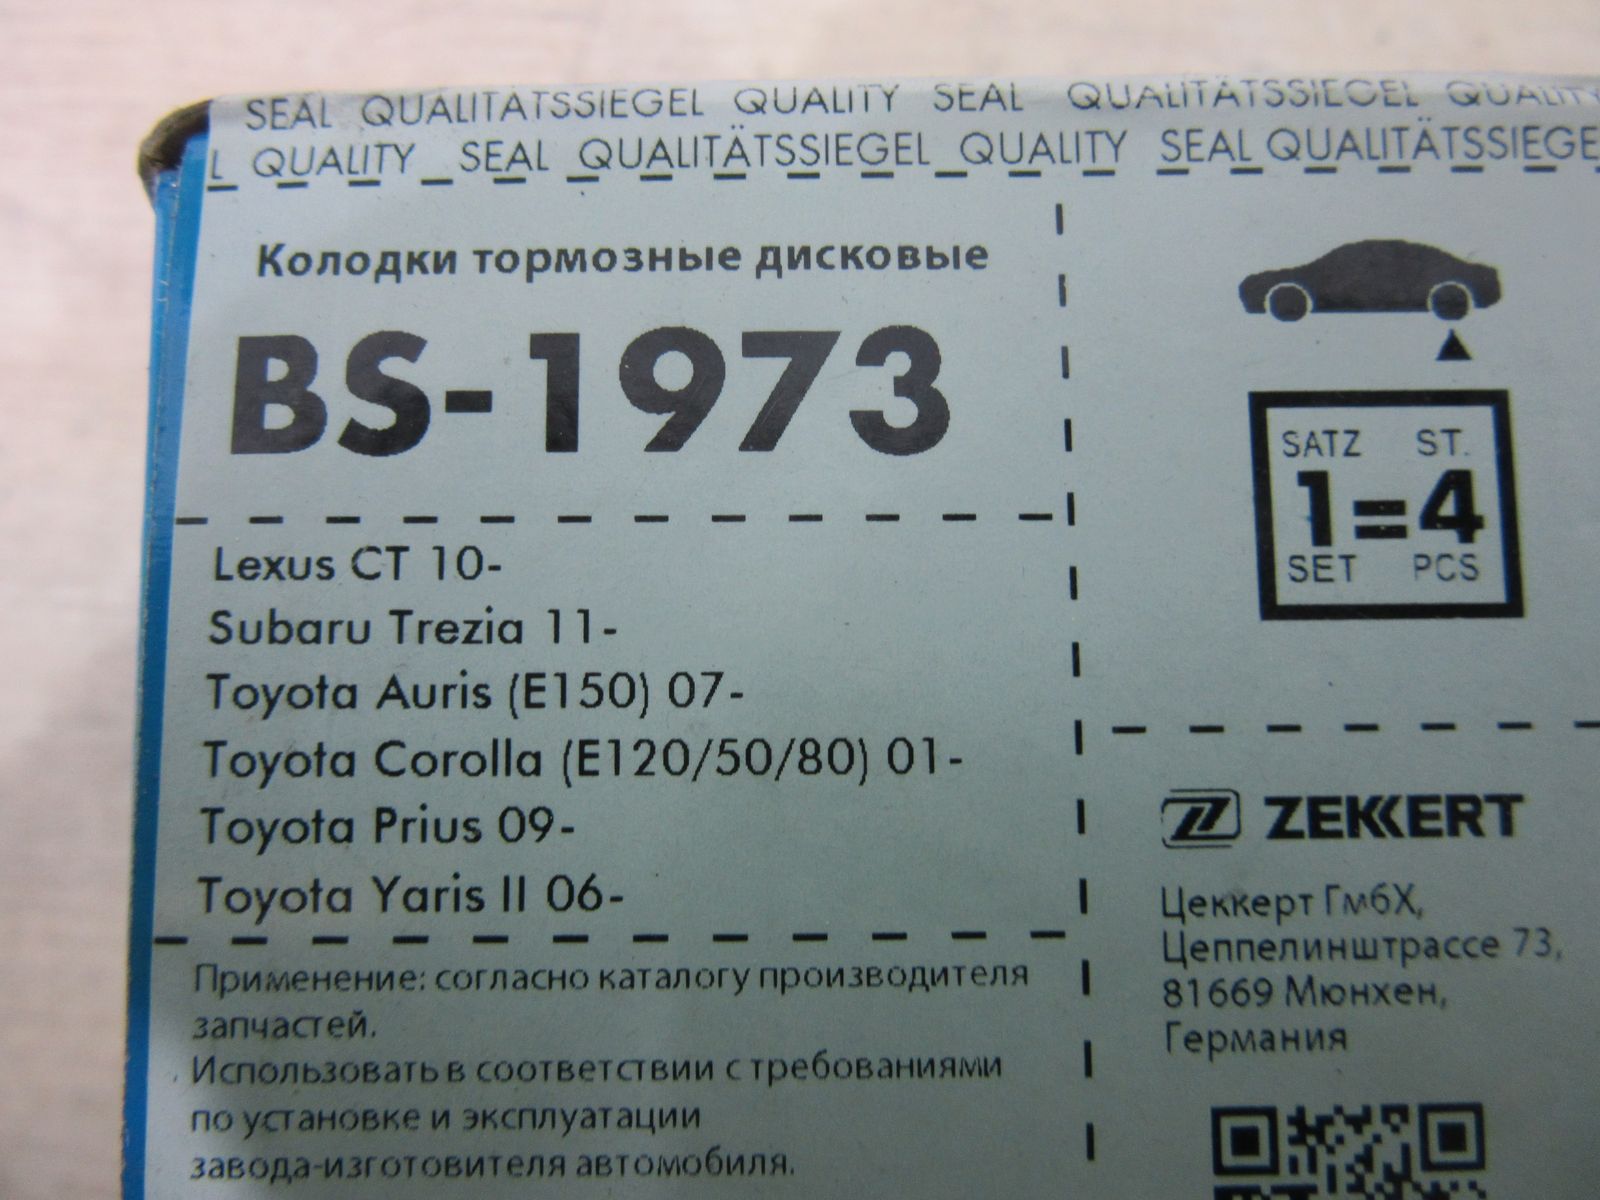 SEAL QUALITÄTSSIEGEL QUALITY SEAL QUALITÄTSSIEGEL QUALITY
L QUALITY SEAL QUALITÄTSSIEGEL QUALITY SEAL QUALITÄTSSIEGE
Колодки тормозные дисковые
BS-1973
Lexus CT 10-
Subaru Trezia 11-
Toyota Auris (E150) 07-
Toyota Corolla (E120/50/80) 01-
Toyota Prius 09-
Toyota Yaris II 06-
Применение: согласно каталогу производителя
запчастей.
Использовать в соответствии с требованиями
по установке и эксплуатации
завода-изготовителя автомобиля.
SATZ ST.
1=4
SET PCS
ZEKKERT
Цеккерт ГмбХ,
Цеппелинштрассе 73,
81669 Мюнхен,
Германия